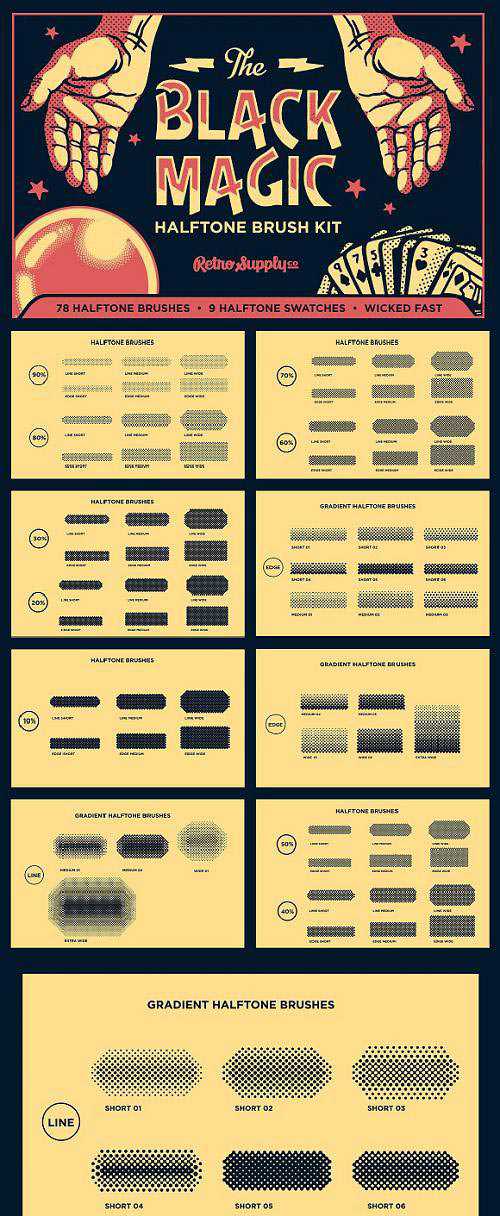 The
BLACK
MAGIC
HALFTONE BRUSH KIT
RetroSupply co
78 HALFTONE BRUSHES • 9 HALFTONE SWATCHES • WICKED FAST
HALFTONE BRUSHES
90%
LINE SHORT
LINE MEDIUM
LINE WIDE
EDGE SHORT
EDGE MEDIUM
EDGE WIDE
80%
LINE SHORT
LINE MEDIUM
LINE WIDE
EDGE SHORT
EDGE MEDIUM
EDGE WIDE
HALFTONE BRUSHES
70%
LINE SHORT
LINE MEDIUM
LINE WIDE
EDGE SHORT
EDGE MEDIUM
EDGE WIDE
60%
LINE SHORT
LINE MEDIUM
LINE WIDE
EDGE SHORT
EDGE MEDIUM
EDGE WIDE
HALFTONE BRUSHES
30%
LINE SHORT
LINE MEDIUM
LINE WIDE
EDGE SHORT
EDGE MEDIUM
EDGE WIDE
20%
LINE SHORT
LINE MEDIUM
LINE WIDE
EDGE SHORT
EDGE MEDIUM
EDGE WIDE
GRADIENT HALFTONE BRUSHES
EDGE
SHORT 01
SHORT 02
SHORT 03
SHORT 04
SHORT 05
SHORT 06
MEDIUM 01
MEDIUM 02
MEDIUM 03
HALFTONE BRUSHES
10%
LINE SHORT
LINE MEDIUM
LINE WIDE
EDGE SHORT
EDGE MEDIUM
EDGE WIDE
GRADIENT HALFTONE BRUSHES
EDGE
WIDE 01
EXTRA WIDE
GRADIENT HALFTONE BRUSHES
LINE
MEDIUM 01
MEDIUM 02
WIDE 01
EXTRA WIDE
HALFTONE BRUSHES
50%
LINE SHORT
LINE MEDIUM
LINE WIDE
EDGE SHORT
EDGE MEDIUM
EDGE WIDE
40%
LINE SHORT
LINE MEDIUM
LINE WIDE
EDGE SHORT
EDGE MEDIUM
EDGE WIDE
GRADIENT HALFTONE BRUSHES
LINE
SHORT 01
SHORT 02
SHORT 03
SHORT 04
SHORT 05
SHORT 06